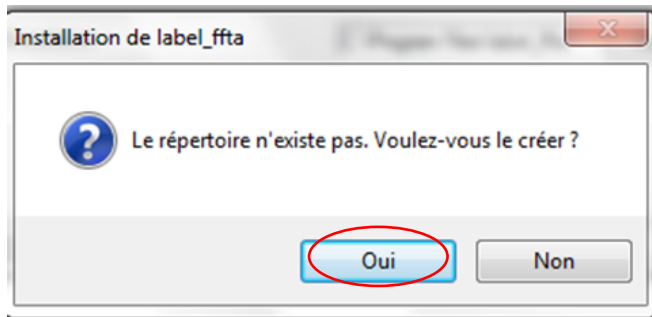 Installation de label_ffta
Le répertoire n'existe pas. Voulez-vous le créer ?
Oui
Non